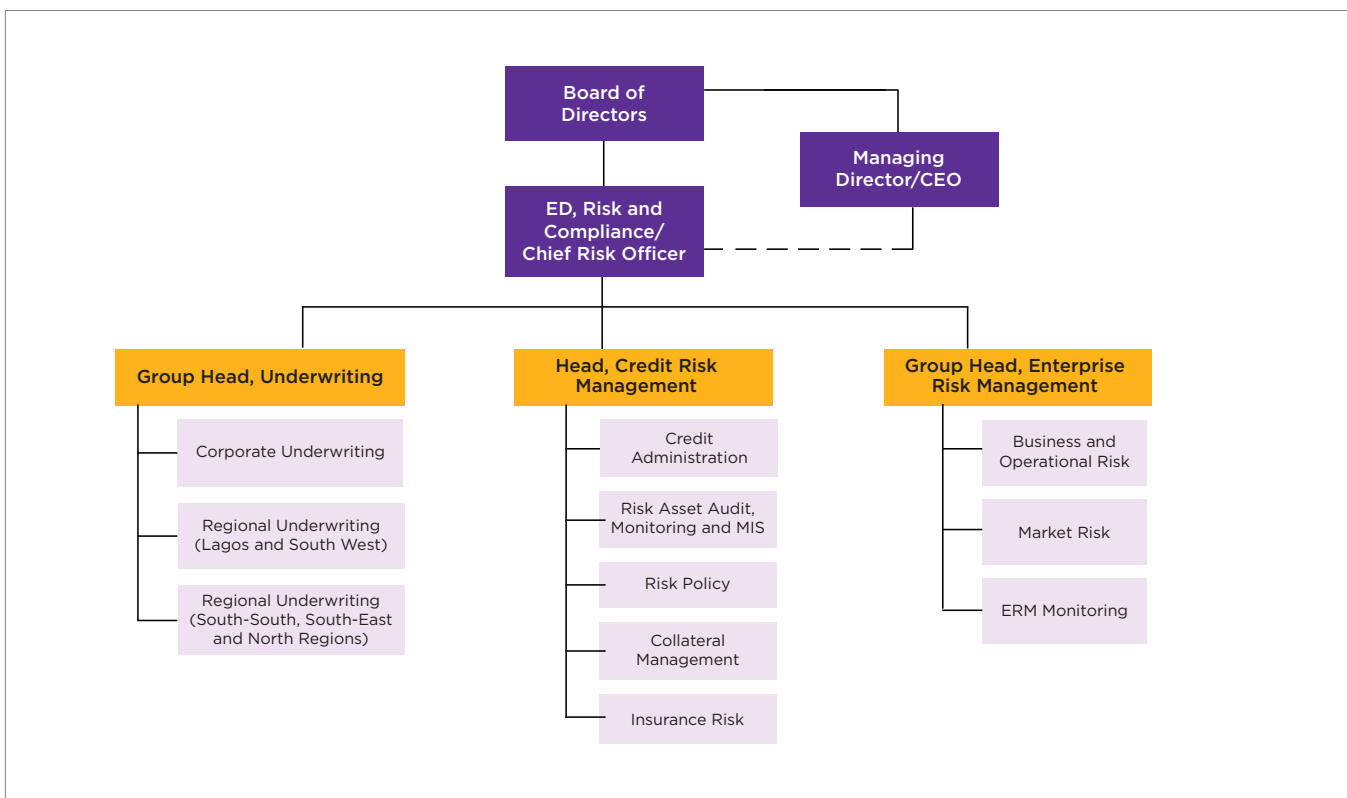 Board of
Directors
Managing
Director/CEO
ED, Risk and
Compliance/
Chief Risk Officer
Group Head, Underwriting
Corporate Underwriting
Regional Underwriting
(Lagos and South West)
Regional Underwriting
(South-South, South-East
and North Regions)
Head, Credit Risk
Management
Credit
Administration
Risk Asset Audit,
Monitoring and MIS
Risk Policy
Collateral
Management
Insurance Risk
Group Head, Enterprise
Risk Management
Business and
Operational Risk
Market Risk
ERM Monitoring